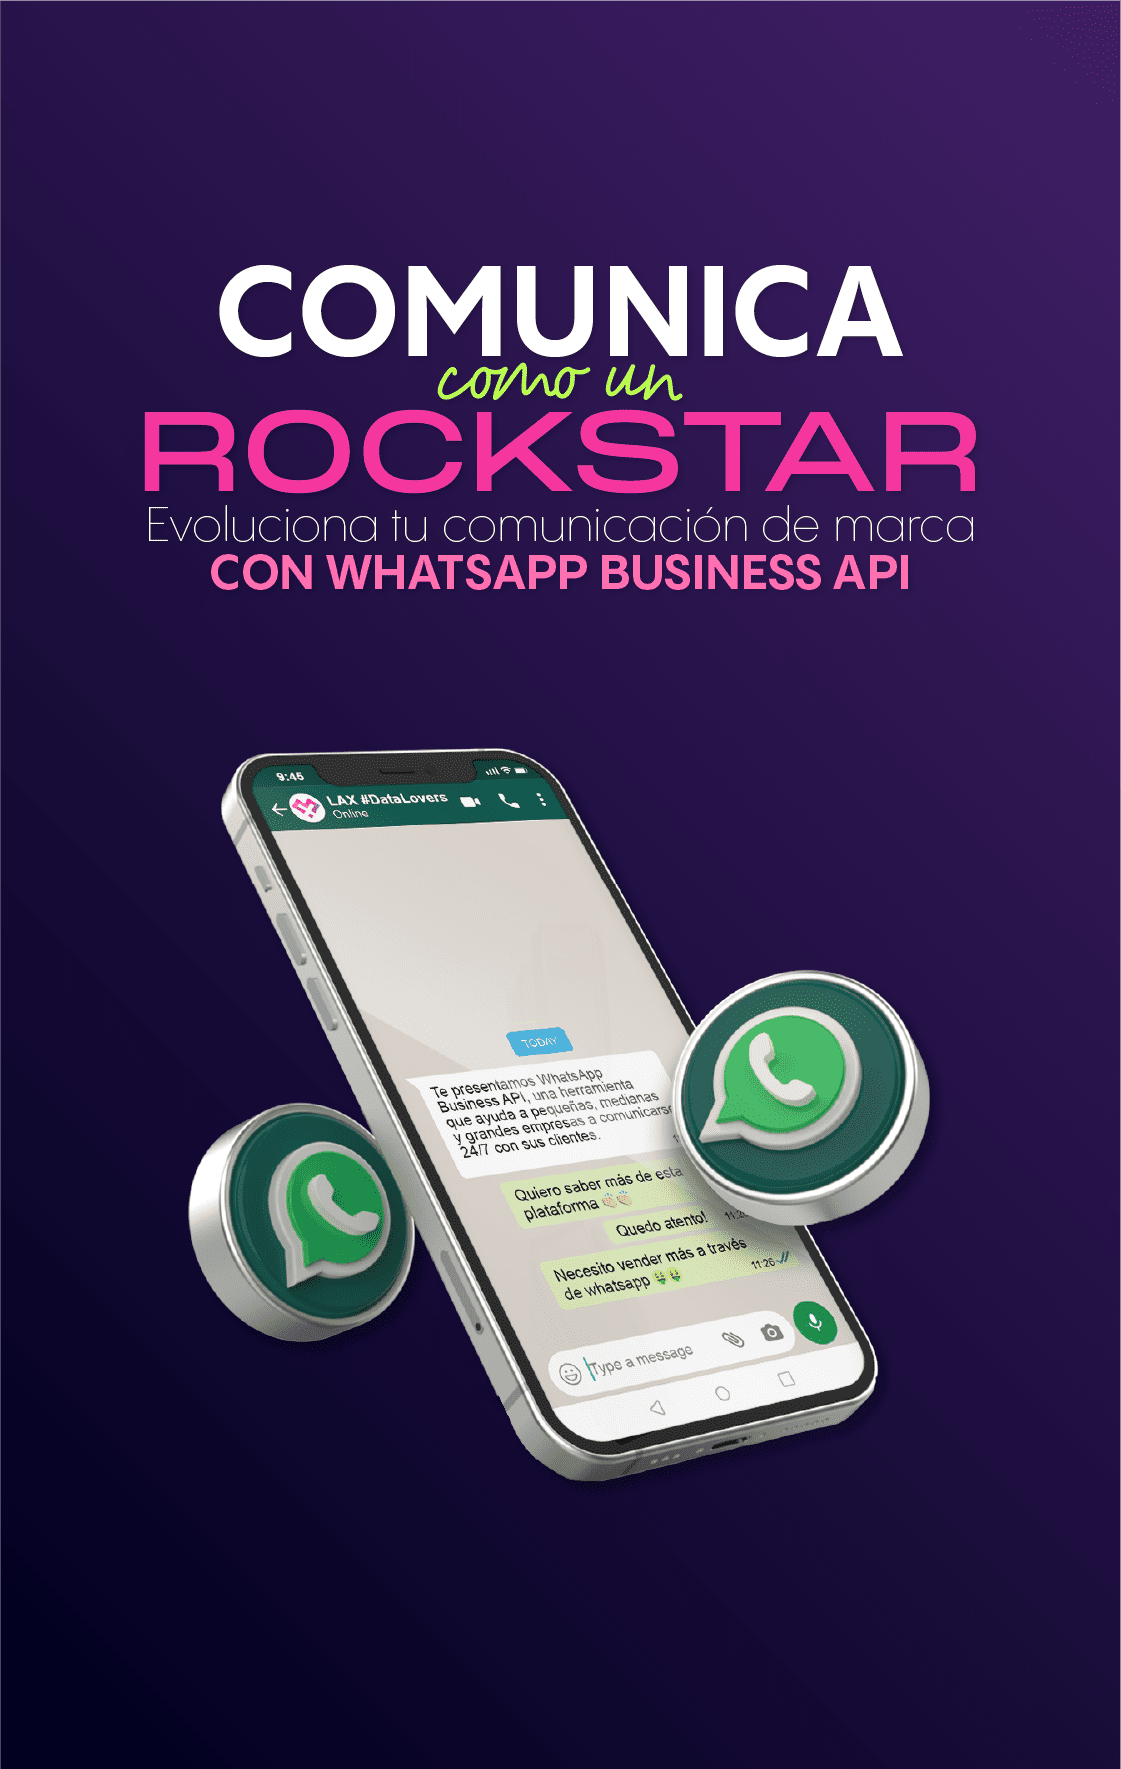 COMUNICA
como un
ROCKSTAR
Evoluciona tu comunicación de marca
CON WHATSAPP BUSINESS API
9:45
LAX #DataLovers
Online
TODAY
Te presentamos WhatsApp
Business API, una herramienta
que ayuda a pequeñas, medianas
y grandes empresas a comunicarse
24/7 con sus clientes.
Quiero saber más de esta
plataforma 👏🏻👏🏻
Quedo atento!
Necesito vender más a través
de whatsapp 🤑🤑
11:26
Type a message